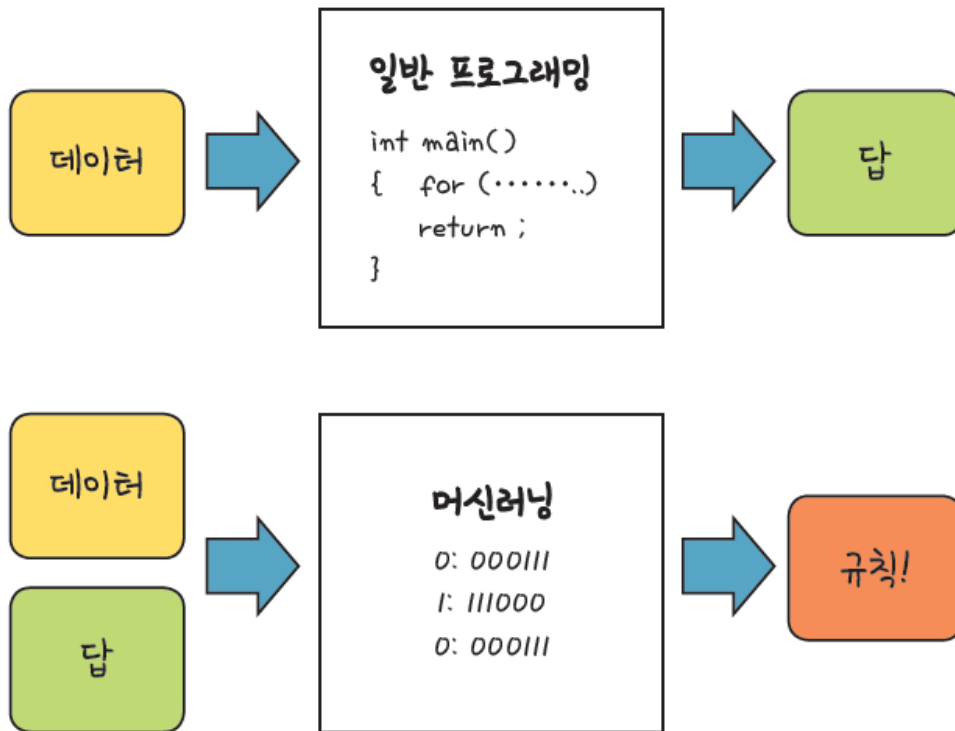 일반 프로그래밍
데이터
int main()
{ for (········..)
return ;
}
답
데이터
답
머신러닝
0: 000111
1: 111000
0: 000111
규칙!